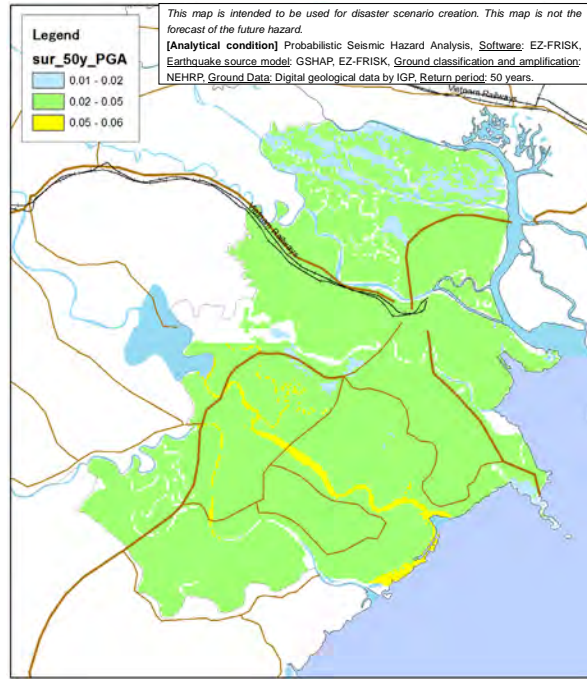 This map is intended to be used for disaster scenario creation. This map is not the
forecast of the future hazard.
[Analytical condition] Probabilistic Seismic Hazard Analysis, Software: EZ-FRISK,
Earthquake source model: GSHAP, EZ-FRISK, Ground classification and amplification:
NEHRP, Ground Data: Digital geological data by IGP, Return period: 50 years.
Legend
sur_50y_PGA
0.01 - 0.02
0.02 - 0.05
0.05 - 0.06
Vietnam Railways
Vietnam Railways